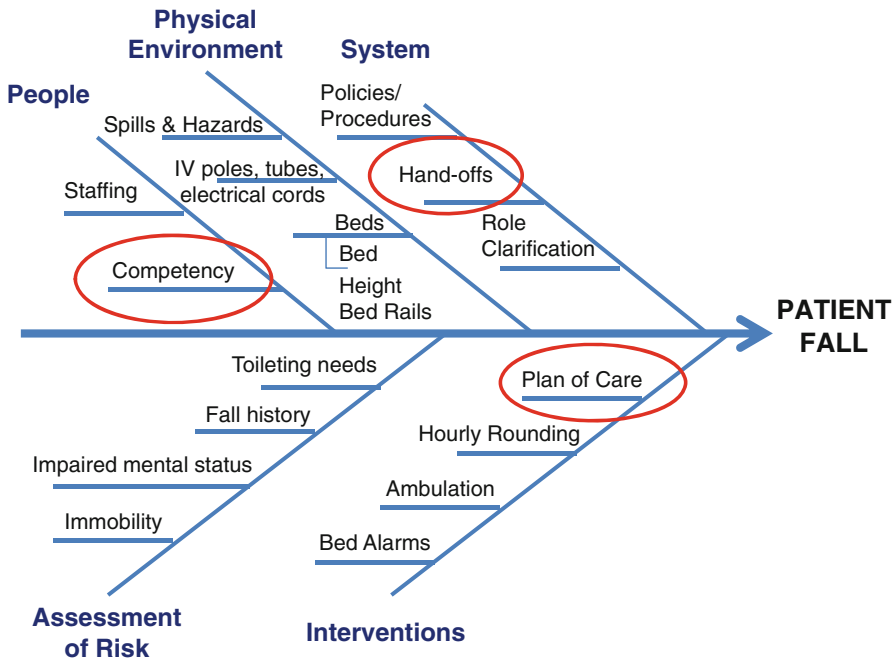 Physical
Environment
System
People
Policies/
Procedures
Spills & Hazards
IV poles, tubes,
electrical cords
Hand-offs
Staffing
Beds
Role
Clarification
Bed
Competency
Height
Bed Rails
PATIENT
FALL
Toileting needs
Plan of Care
Fall history
Hourly Rounding
Impaired mental status
Ambulation
Immobility
Bed Alarms
Assessment
of Risk
Interventions